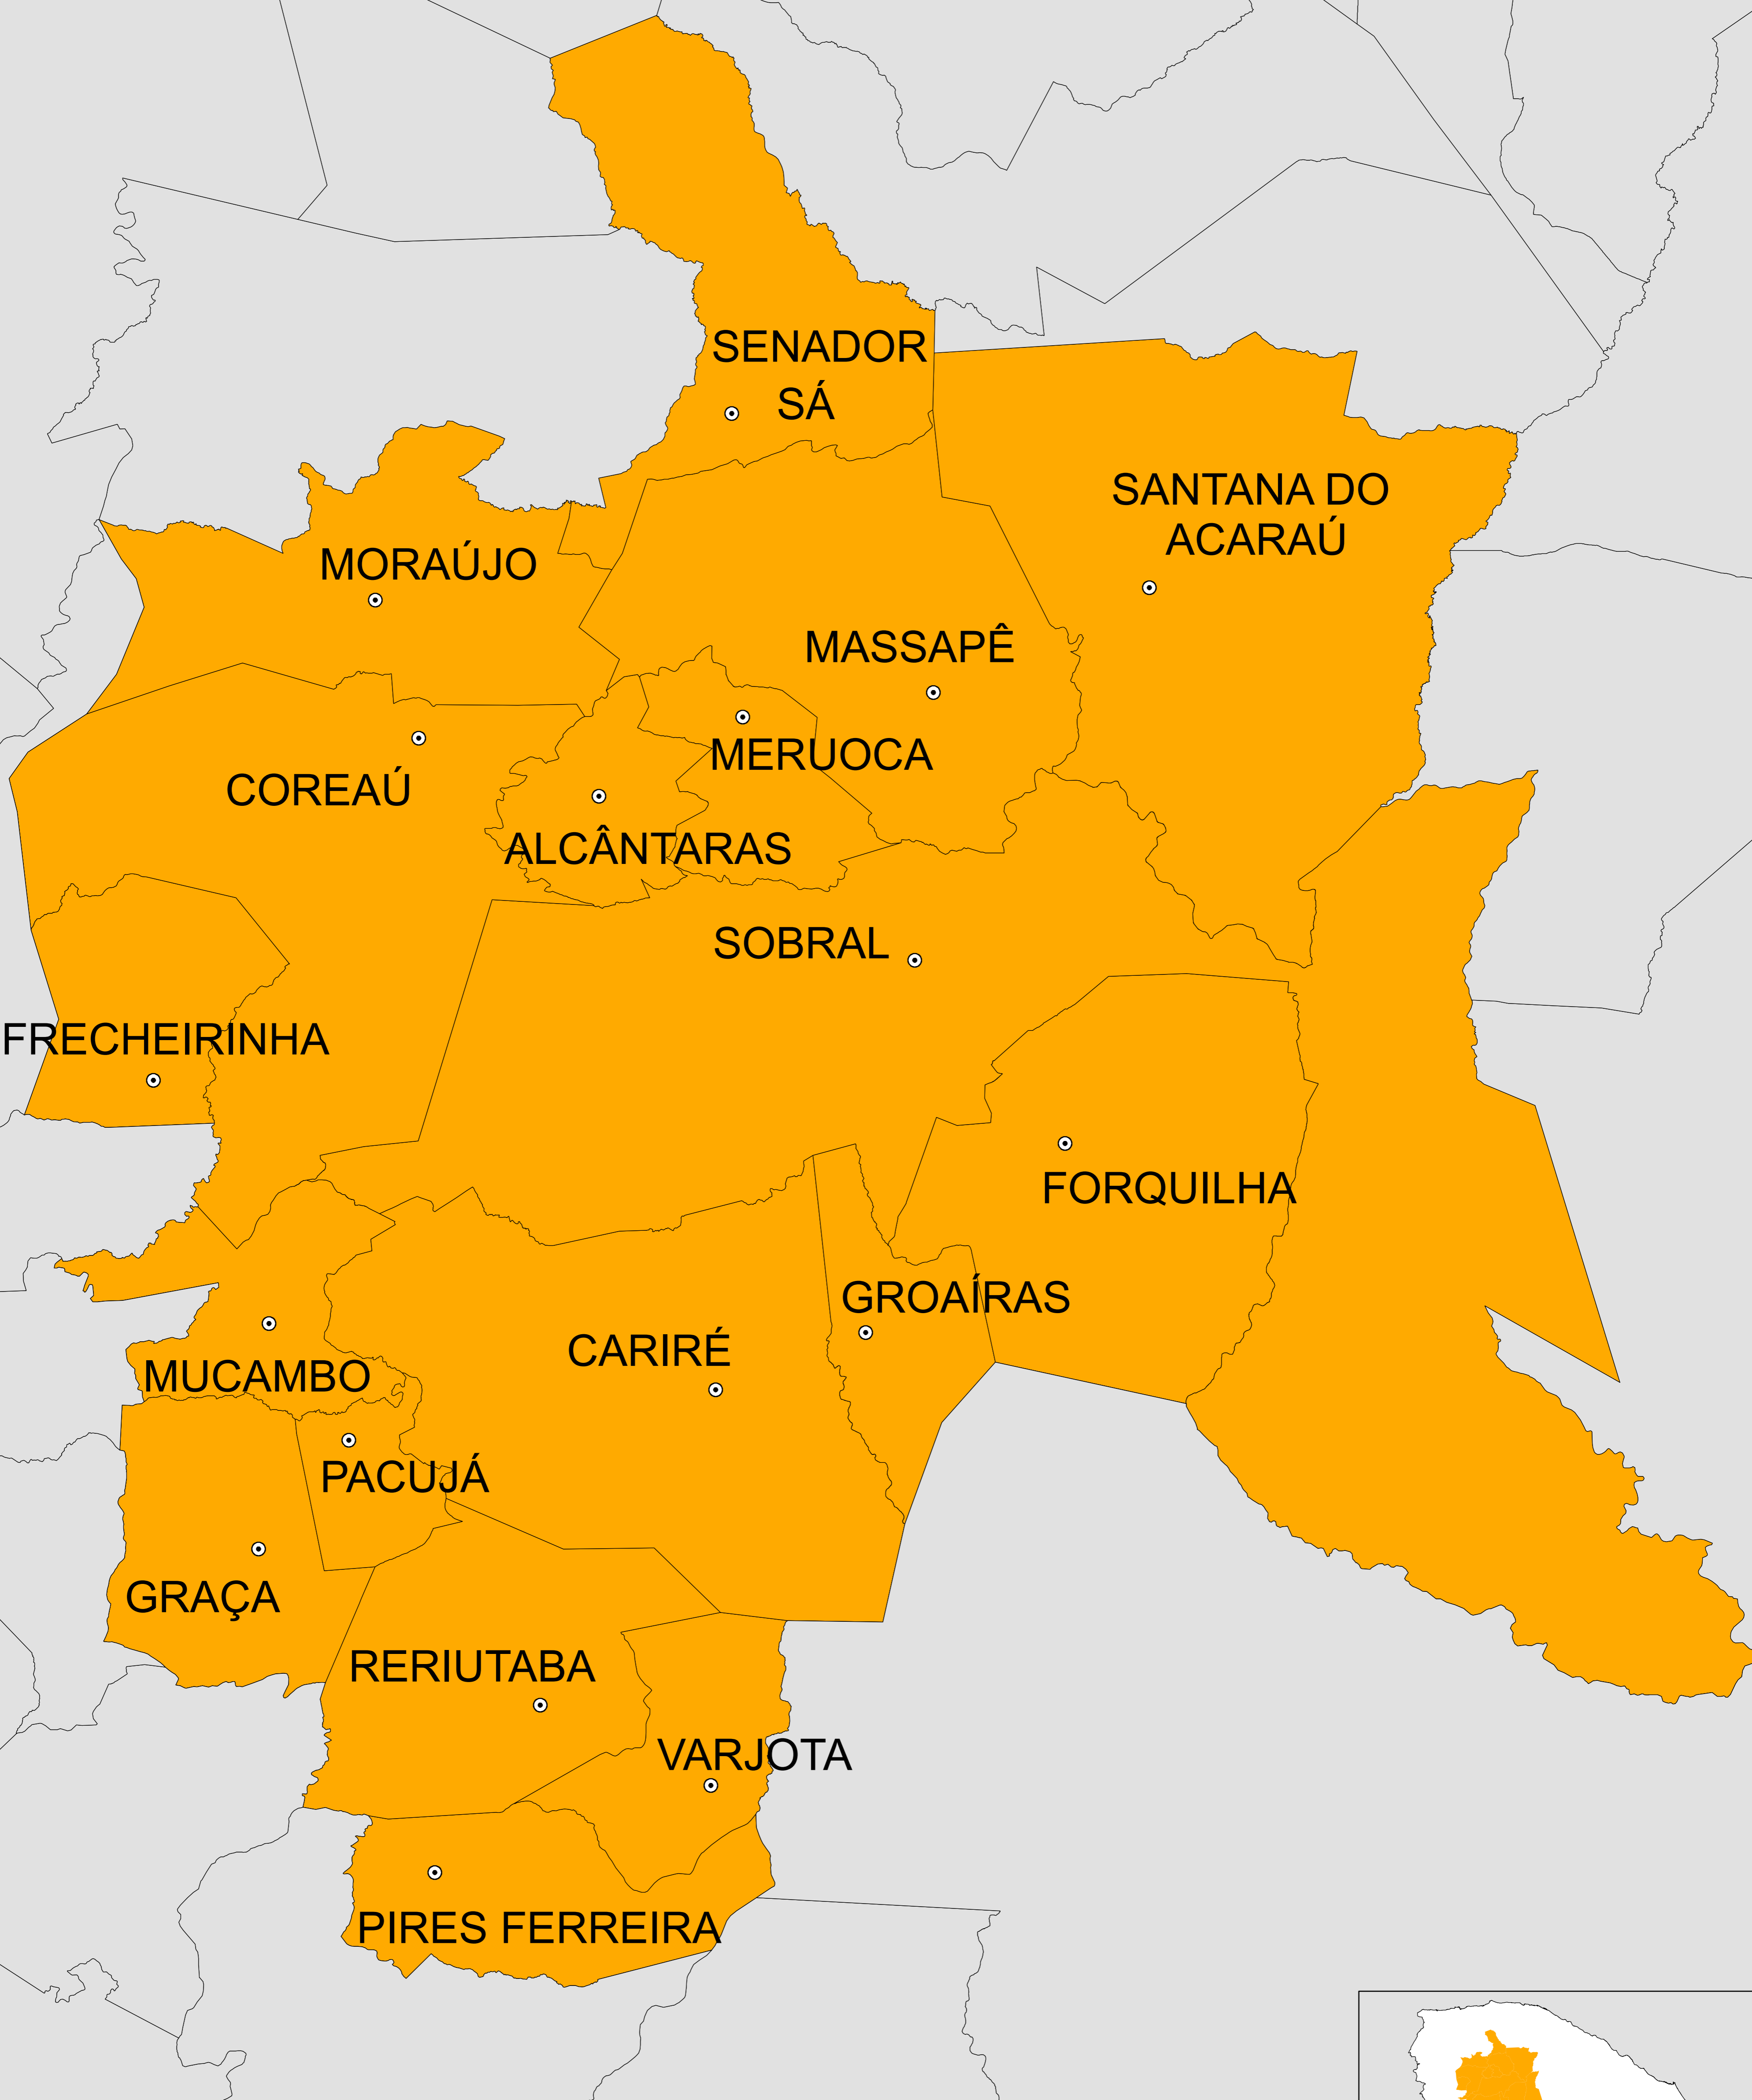 SENADOR
SÁ
SANTANA DO
ACARAÚ
MORAÚJO
MASSAPÊ
MERUOCA
COREAÚ
ALCÂNTARAS
SOBRAL
FRECHEIRINHA
FORQUILHA
GROAÍRAS
CARIRÉ
MUCAMBO
PACUJÁ
GRAÇA
RERIUTABA
VARJOTA
PIRES FERREIRA